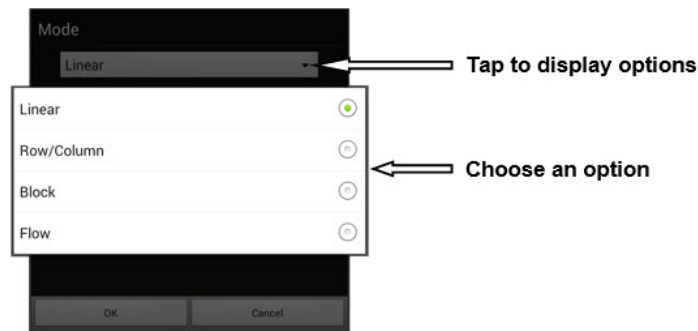 Mode
Linear
Tap to display options
Linear
Row/Column
Choose an option
Block
Flow
OK
Cancel